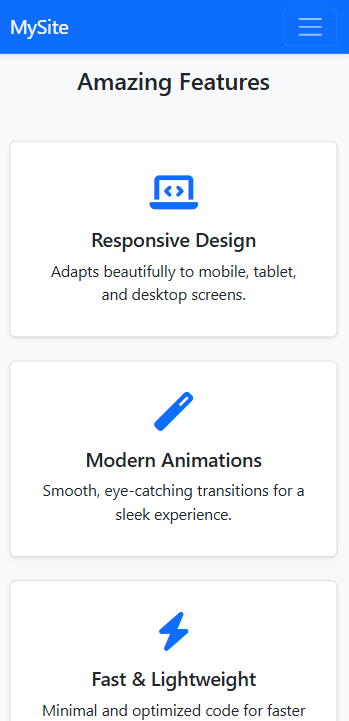 MySite
Amazing Features
Responsive Design
Adapts beautifully to mobile, tablet,
and desktop screens.
Modern Animations
Smooth, eye-catching transitions for a
sleek experience.
Fast & Lightweight
Minimal and optimized code for faster